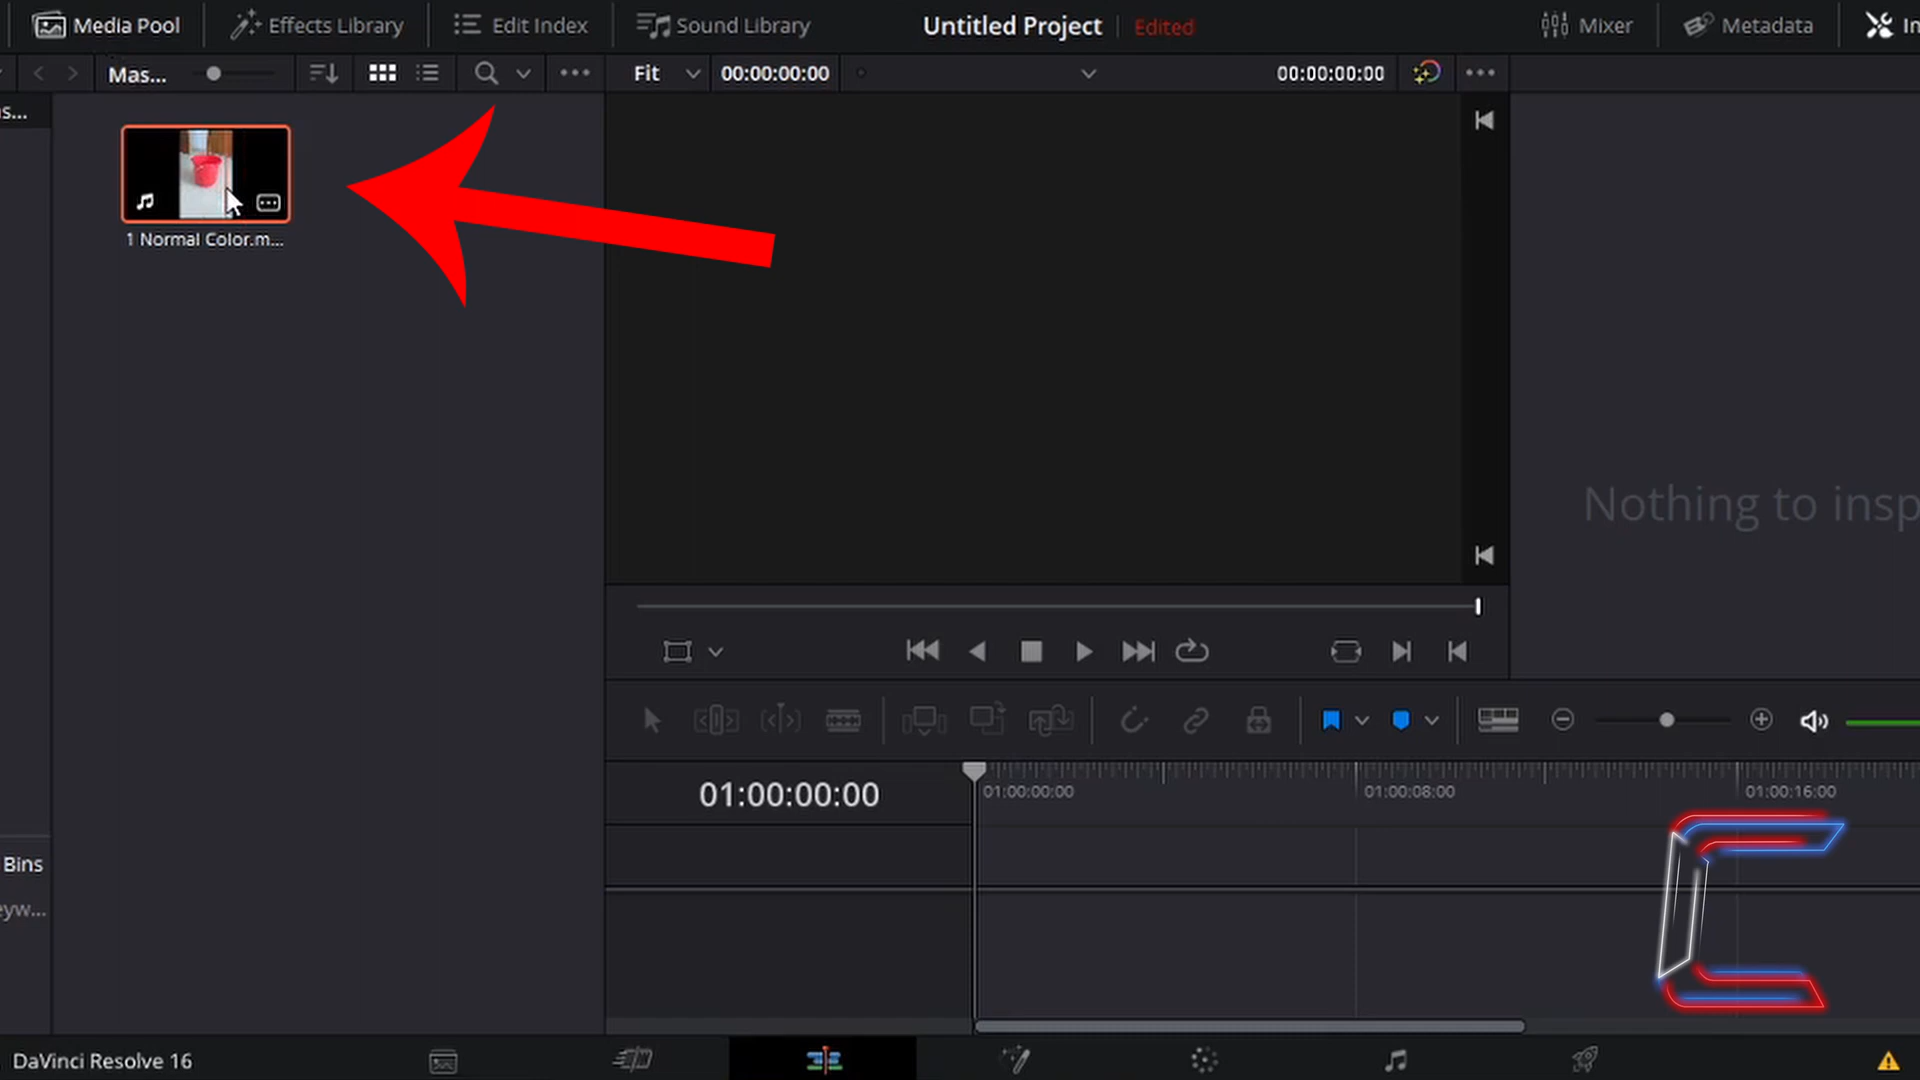 Media Pool
Effects Library
Edit Index
Sound Library
Untitled Project
Edited
Mixer
Metadata
In
Mas...
Fit
00:00:00:00
00:00:00:00
s...
1 Normal Color.m...
Nothing to insp
01:00:00:00
01:00:00:00
01:00:08:00
01:00:16:00
Bins
eyw...
DaVinci Resolve 16